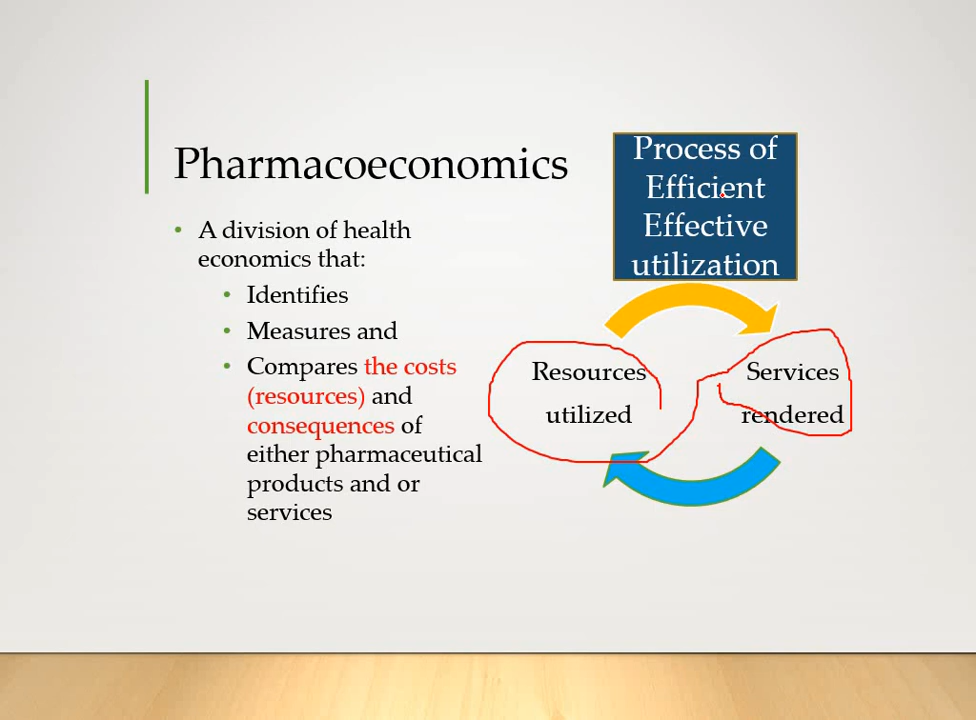 Pharmacoeconomics
A division of health
economics that:
Identifies
Measures and
Compares the costs
(resources) and
consequences of
either pharmaceutical
products and or
services
Process of
Efficient
Effective
utilization
Resources
utilized
Services
rendered